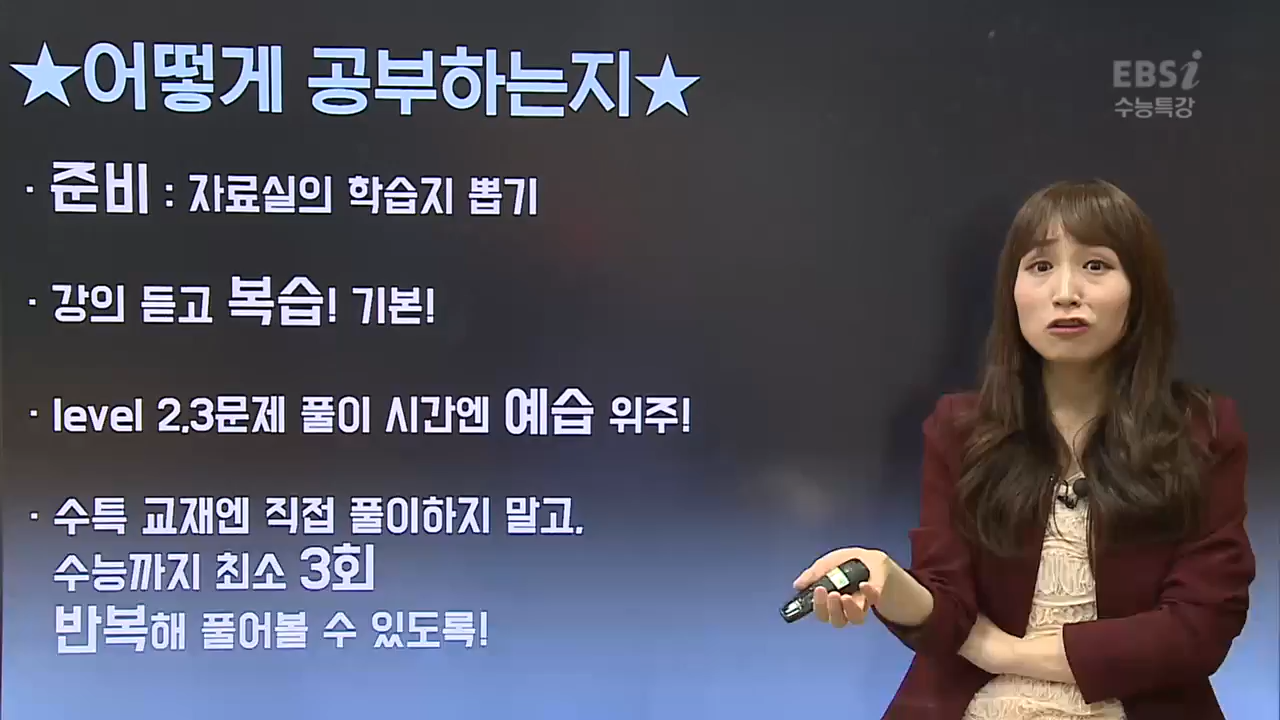 ★어떻게 공부하는지★
EBSi
수능특강
· 준비 : 자료실의 학습지 뽑기
· 강의 듣고 복습! 기본!
· level 2,3문제 풀이 시간엔 예습 위주!
· 수특 교재엔 직접 풀이하지 말고,
수능까지 최소 3회
반복해 풀어볼 수 있도록!